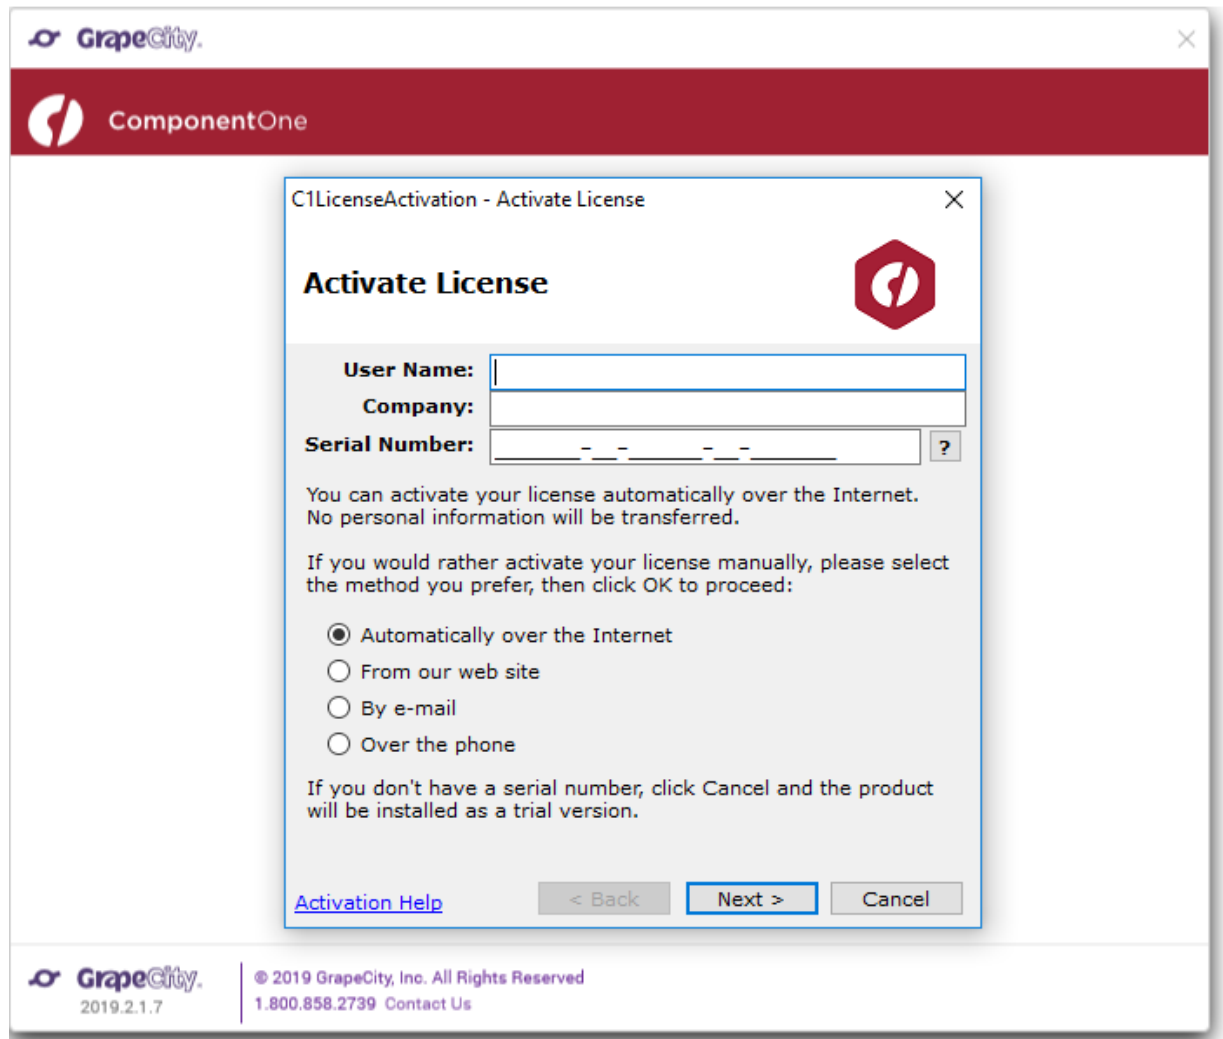 GrapeCity.
ComponentOne
C1LicenseActivation - Activate License
Activate License
User Name:
Company:
Serial Number: _______-__-______-__-_______ ?
You can activate your license automatically over the Internet.
No personal information will be transferred.
If you would rather activate your license manually, please select
the method you prefer, then click OK to proceed:
Automatically over the Internet
From our web site
By e-mail
Over the phone
If you don't have a serial number, click Cancel and the product
will be installed as a trial version.
Activation Help < Back Next > Cancel
GrapeCity.
2019.2.1.7
© 2019 GrapeCity, Inc. All Rights Reserved
1.800.858.2739 Contact Us